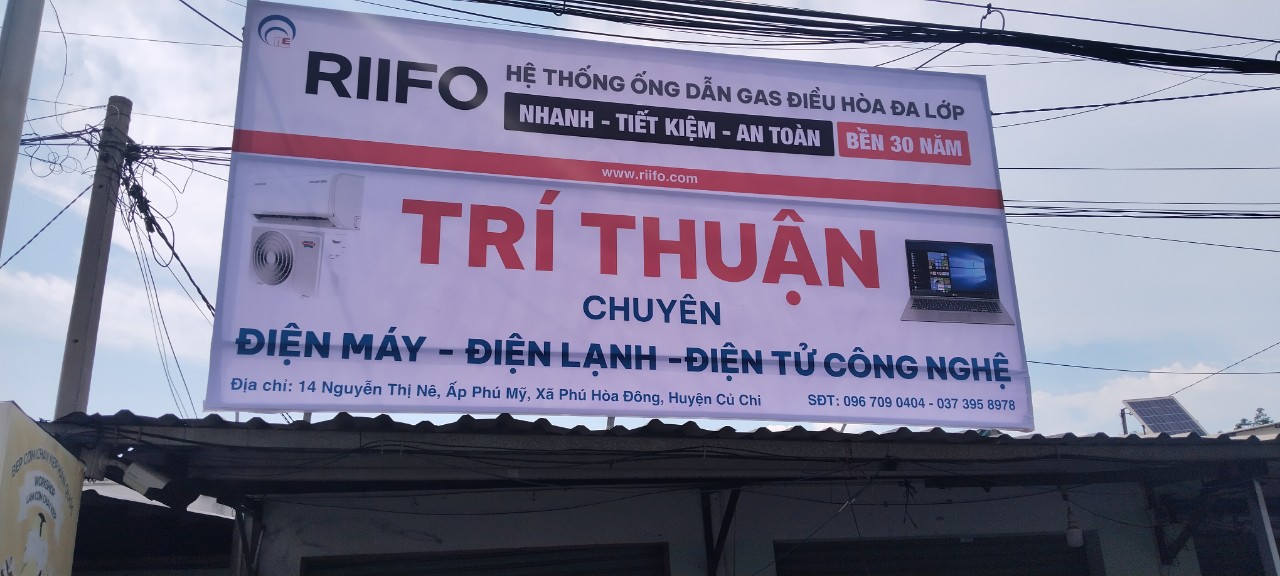 RIIFO
HỆ THỐNG ỐNG DẪN GAS ĐIỀU HÒA ĐA LỚP
NHANH - TIẾT KIỆM - AN TOÀN
BỀN 30 NĂM
www.riifo.com
TRÍ THUẬN
CHUYÊN
ĐIỆN MÁY - ĐIỆN LẠNH -ĐIỆN TỬ CÔNG NGHỆ
Địa chỉ: 14 Nguyễn Thị Nê, Ấp Phú Mỹ, Xã Phú Hòa Đông, Huyện Củ Chi
SĐT: 096 709 0404 - 037 395 8978
WORKSHOP